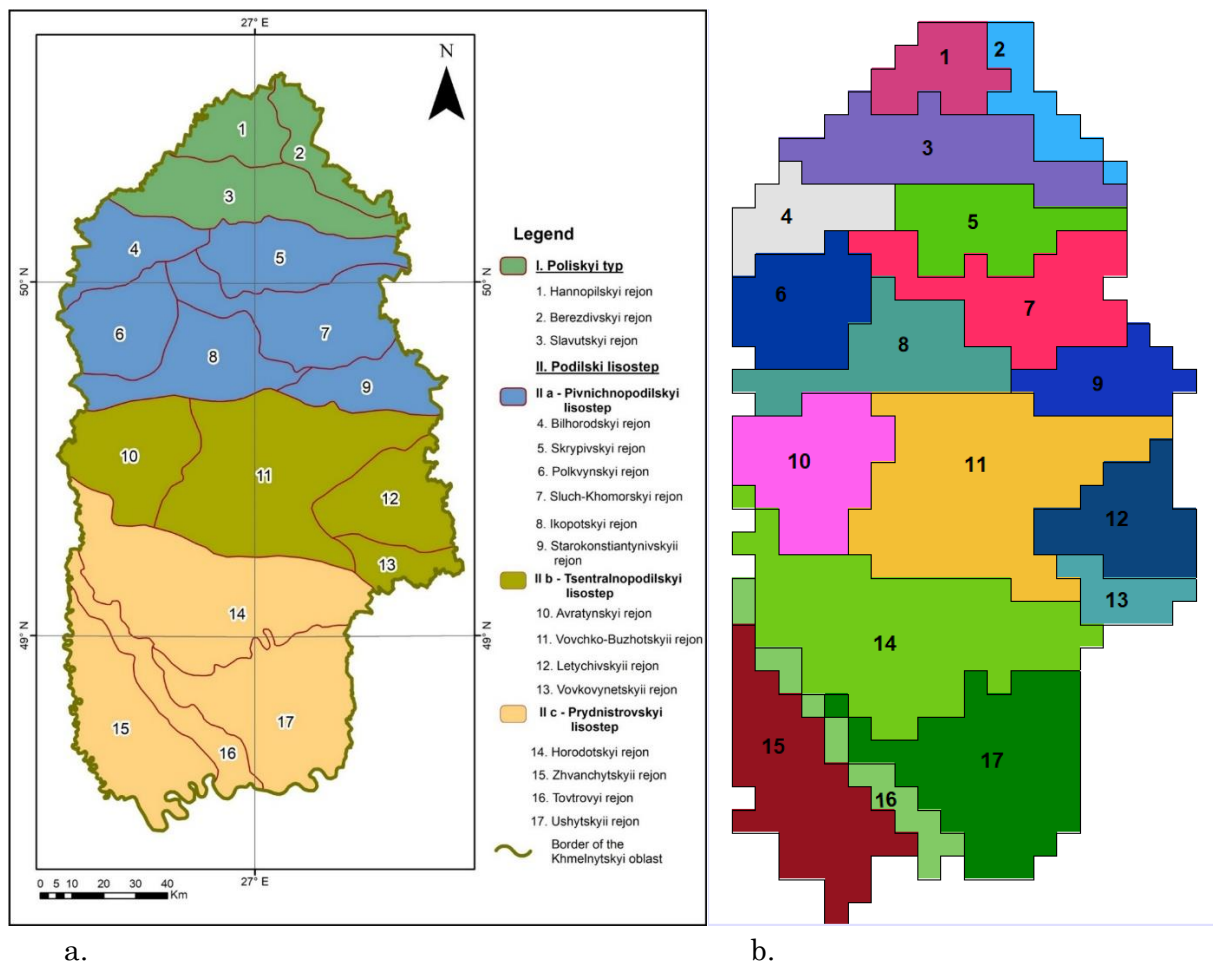 27° E
N
1
2
3
4
5
50° N
50° N
6
7
8
9
10
11
12
13
14
49° N
49° N
15
16
17
0 5 10 20 30 40
Km
27° E
Legend
I. Poliskyi typ
1. Hannopilskyi rejon
2. Berezdivskyi rejon
3. Slavutskyi rejon
II. Podilski lisostep
II a - Pivnichnopodilskyi
lisostep
4. Bilhorodskyi rejon
5. Skrypivskyi rejon
6. Polkvynskyi rejon
7. Sluch-Khomorskyi rejon
8. Ikopotskyi rejon
9. Starokonstiantynivskyii
rejon
II b - Tsentralnopodilskyi
lisostep
10. Avratynskyi rejon
11. Vovchko-Buzhotskyii rejon
12. Letychivskyii rejon
13. Vovkovynetskyii rejon
II c - Prydnistrovskyi
lisostep
14. Horodotskyi rejon
15. Zhvanchytskyii rejon
16. Tovtrovyi rejon
17. Ushytskyii rejon
Border of the
Khmelnytskyi oblast
a.
1
2
3
4
5
6
7
8
9
10
11
12
13
14
15
16
17
b.